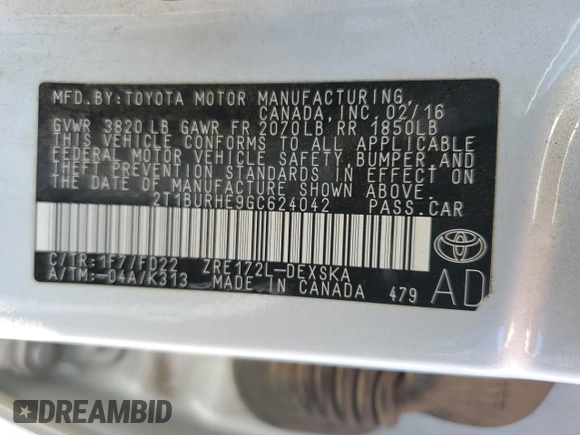 MFD.BY:TOYOTA MOTOR MANUFACTURING,
CANADA, INC. 02/16
GVWR 3820 LB GAWR FR 2070LB RR 1850LB
THIS VEHICLE CONFORMS TO ALL APPLICABLE
FEDERAL MOTOR VEHICLE SAFETY, BUMPER, AND
THEFT PREVENTION STANDARDS IN EFFECT ON
THE DATE OF MANUFACTURE SHOWN ABOVE.
2T1BURHE9GC624042 PASS.CAR
C/TR:1F7/FD22 ZRE172L-DEXSKA
A/TM:-04A/K313 MADE IN CANADA 479
AD
DREAMBID